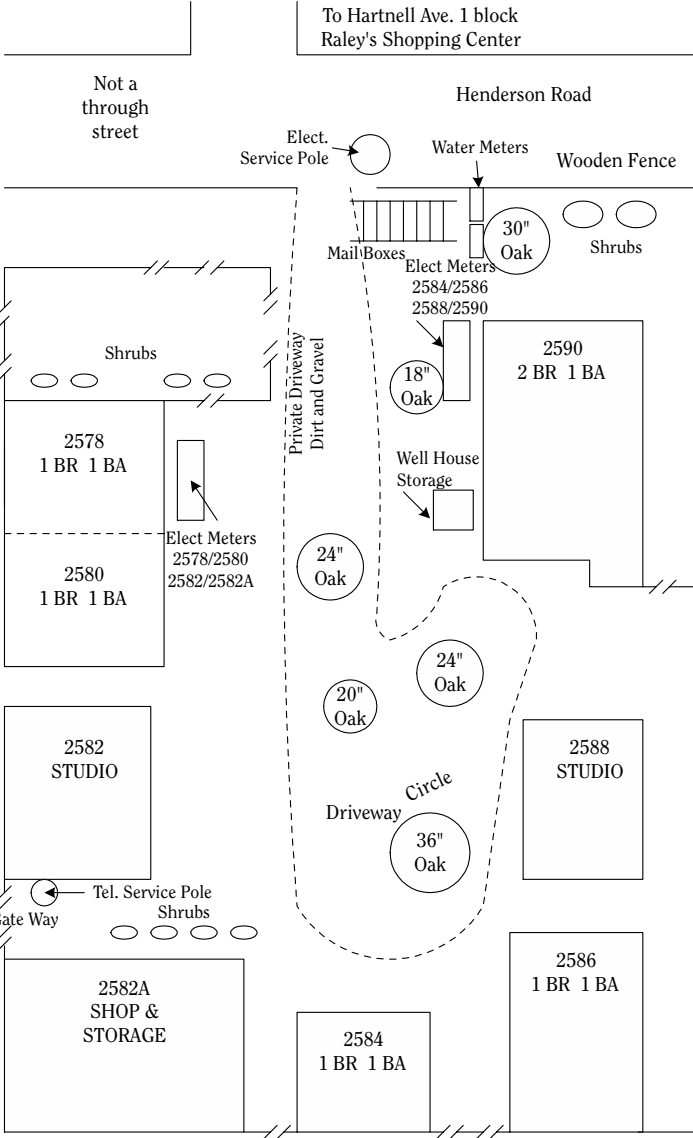 To Hartnell Ave. 1 block
Raley's Shopping Center
Not a
through
street
Henderson Road
Elect.
Service Pole
Water Meters
Wooden Fence
30"
Oak
Shrubs
Mail Boxes
Elect Meters
2584/2586
2588/2590
Shrubs
Private Driveway
Dirt and Gravel
18"
Oak
2590
2 BR 1 BA
2578
1 BR 1 BA
Well House
Storage
Elect Meters
2578/2580
2582/2582A
24"
Oak
2580
1 BR 1 BA
24"
Oak
20"
Oak
2582
STUDIO
2588
STUDIO
Driveway Circle
36"
Oak
Tel. Service Pole
Gate Way
Shrubs
2582A
SHOP &
STORAGE
2586
1 BR 1 BA
2584
1 BR 1 BA